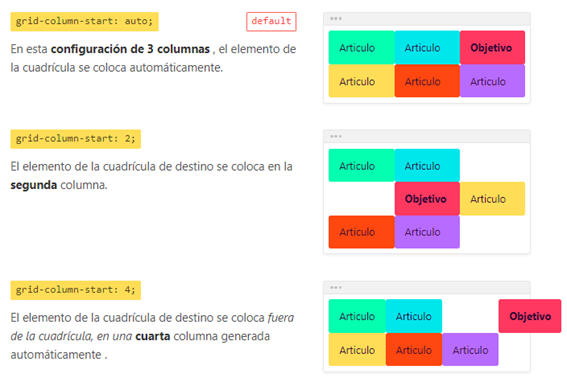 grid-column-start: auto;
default
En esta configuración de 3 columnas , el elemento de
la cuadrícula se coloca automáticamente.
Articulo Articulo Objetivo
Articulo Articulo Articulo
grid-column-start: 2;
El elemento de la cuadrícula de destino se coloca en la
segunda columna.
Articulo Articulo
Objetivo Articulo
Articulo Articulo
grid-column-start: 4;
El elemento de la cuadrícula de destino se coloca fuera
de la cuadrícula, en una cuarta columna generada
automáticamente .
Articulo Articulo Objetivo
Articulo Articulo Articulo